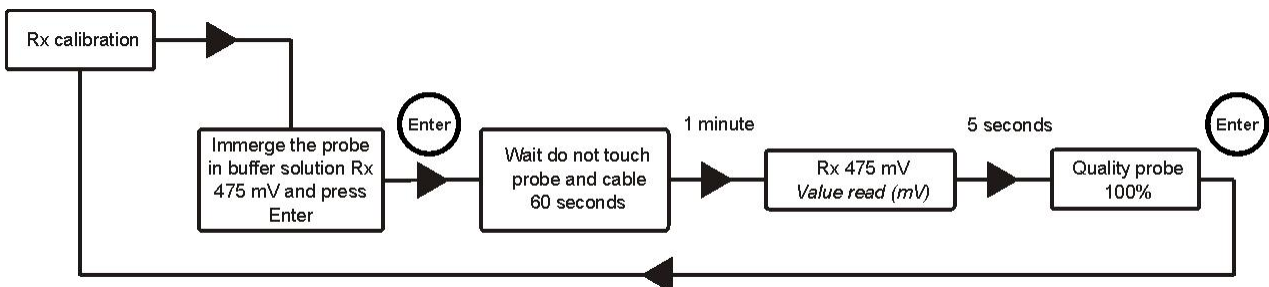 Rx calibration
Immerge the probe
in buffer solution Rx
475 mV and press
Enter
Enter
Wait do not touch
probe and cable
60 seconds
1 minute
Rx 475 mV
Value read (mV)
5 seconds
Quality probe
100%
Enter